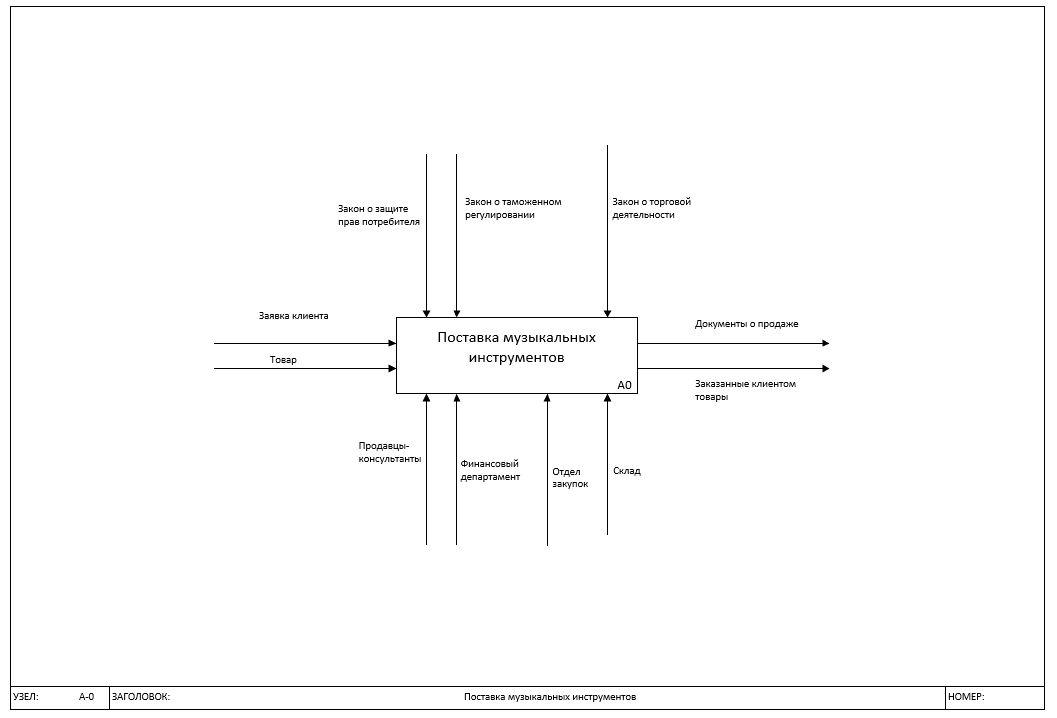 Закон о защите
прав потребителя
Закон о таможенном
регулировании
Закон о торговой
деятельности
Заявка клиента
Товар
Поставка музыкальных
инструментов
A0
Документы о продаже
Заказанные клиентом
товары
Продавцы-
консультанты
Финансовый
департамент
Отдел
закупок
Склад
УЗЕЛ:
A-0
ЗАГОЛОВОК:
Поставка музыкальных инструментов
НОМЕР: